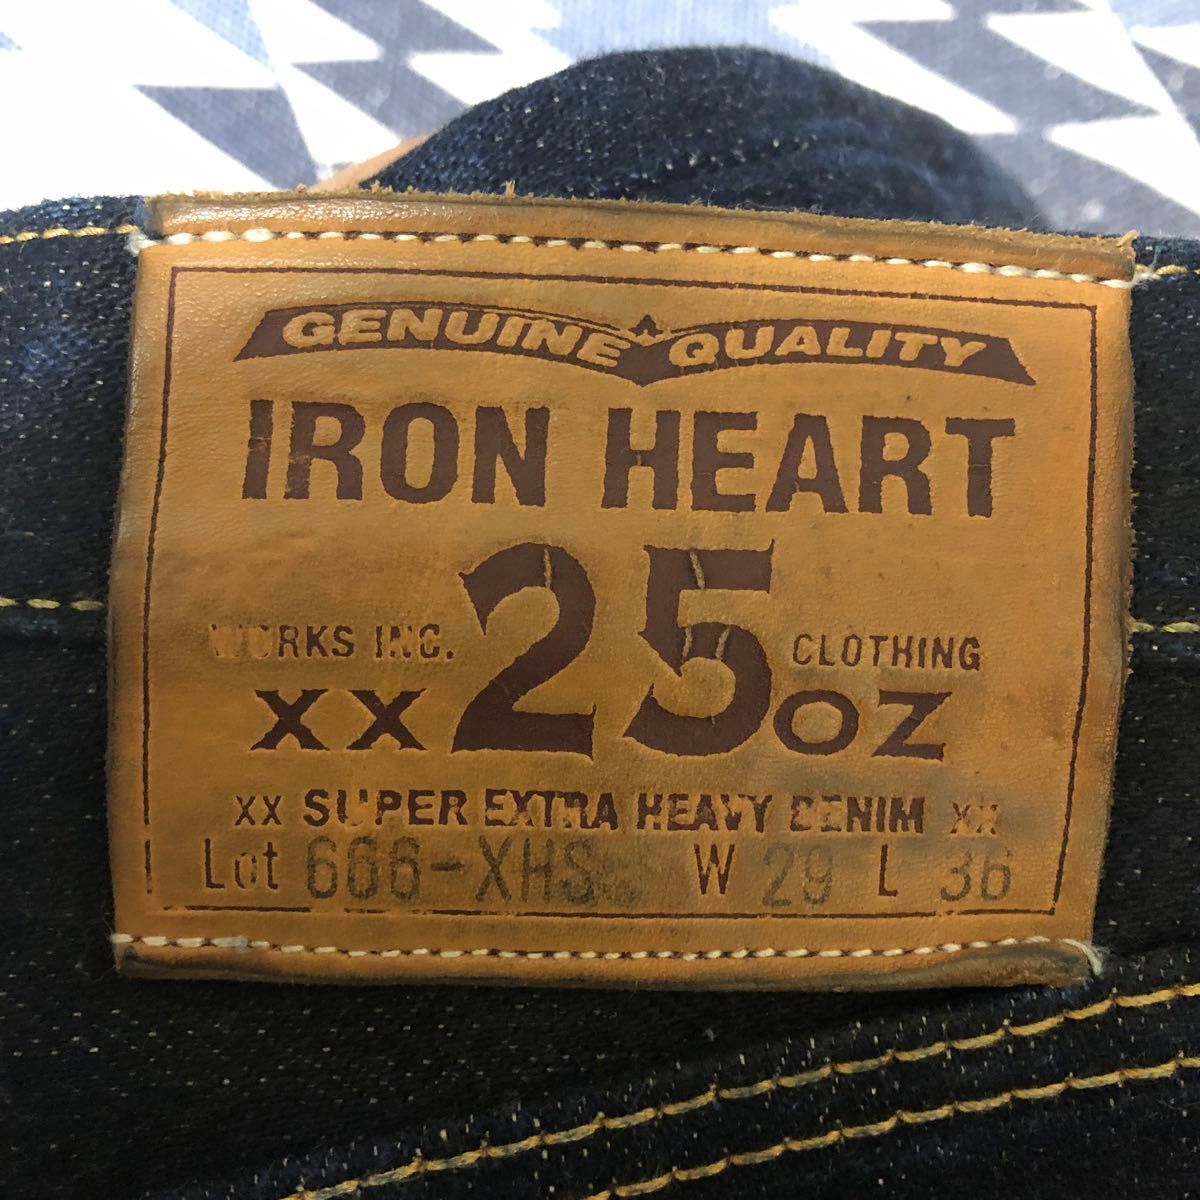 GENUINE QUALITY
IRON HEART
WORKS INC. 25 CLOTHING
XX OZ
XX SUPER EXTRA HEAVY DENIM XX
Lot 666-XHS W 29 L 36